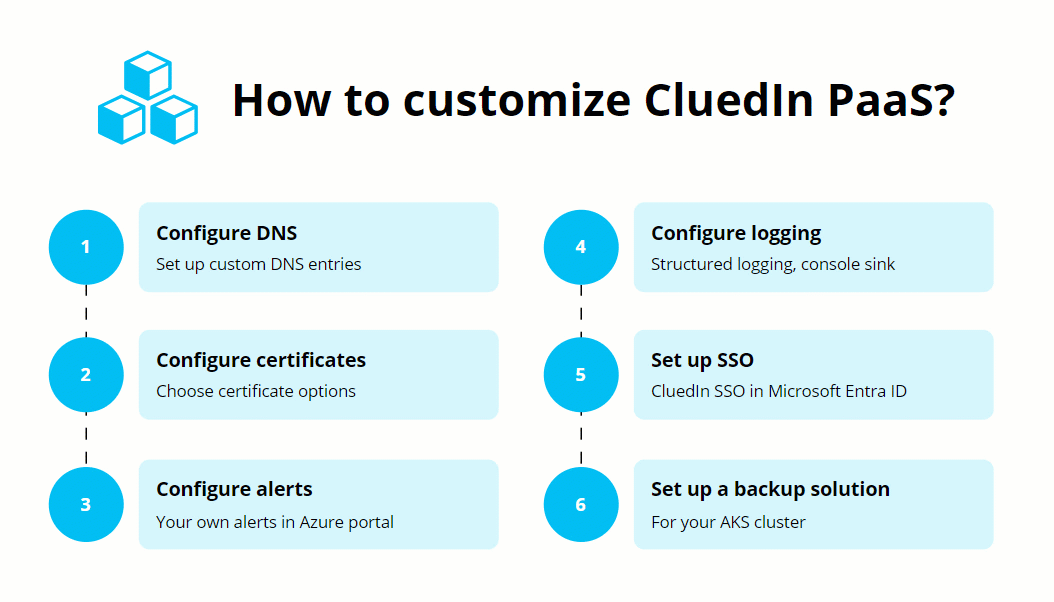 How to customize CluedIn PaaS?
1
Configure DNS
Set up custom DNS entries
2
Configure certificates
Choose certificate options
3
Configure alerts
Your own alerts in Azure portal
4
Configure logging
Structured logging, console sink
5
Set up SSO
CluedIn SSO in Microsoft Entra ID
6
Set up a backup solution
For your AKS cluster